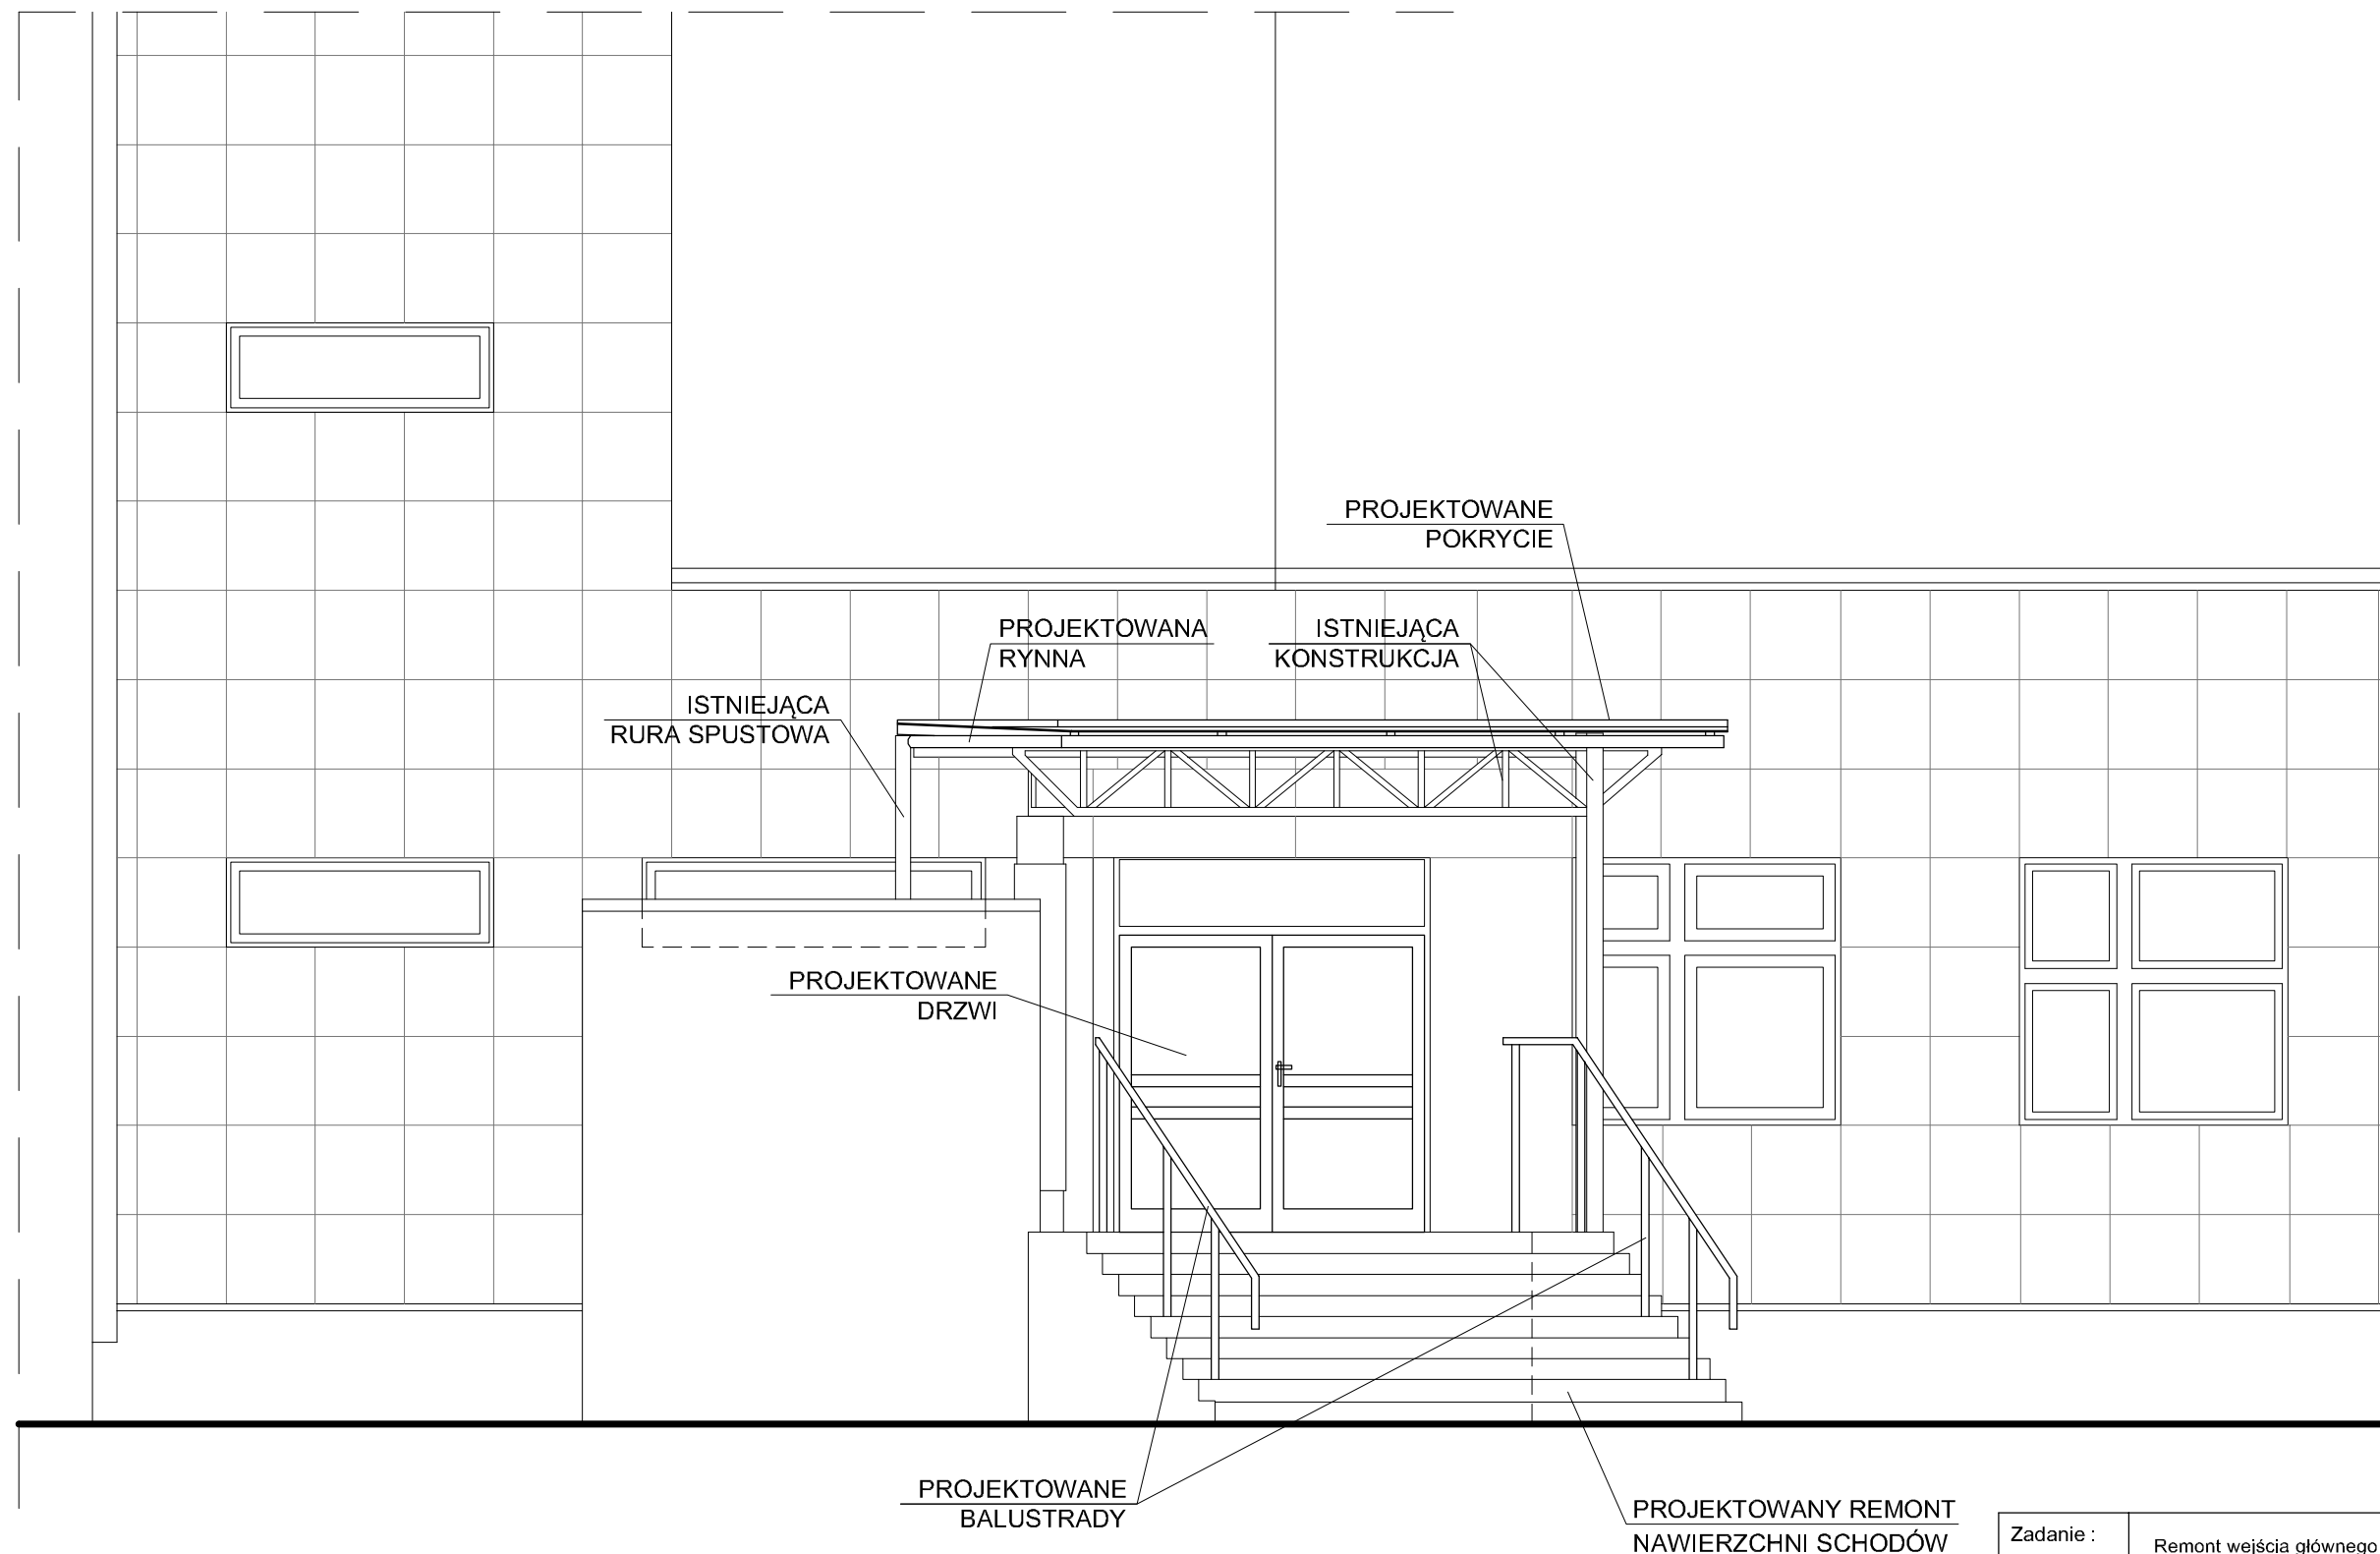 PROJEKTOWANE
POKRYCIE
PROJEKTOWANA
RYNNA
ISTNIEJĄCA
KONSTRUKCJA
ISTNIEJĄCA
RURA SPUSTOWA
PROJEKTOWANE
DRZWI
PROJEKTOWANE
BALUSTRADY
PROJEKTOWANY REMONT
NAWIERZCHNI SCHODÓW
Zadanie :
Remont wejścia głównego